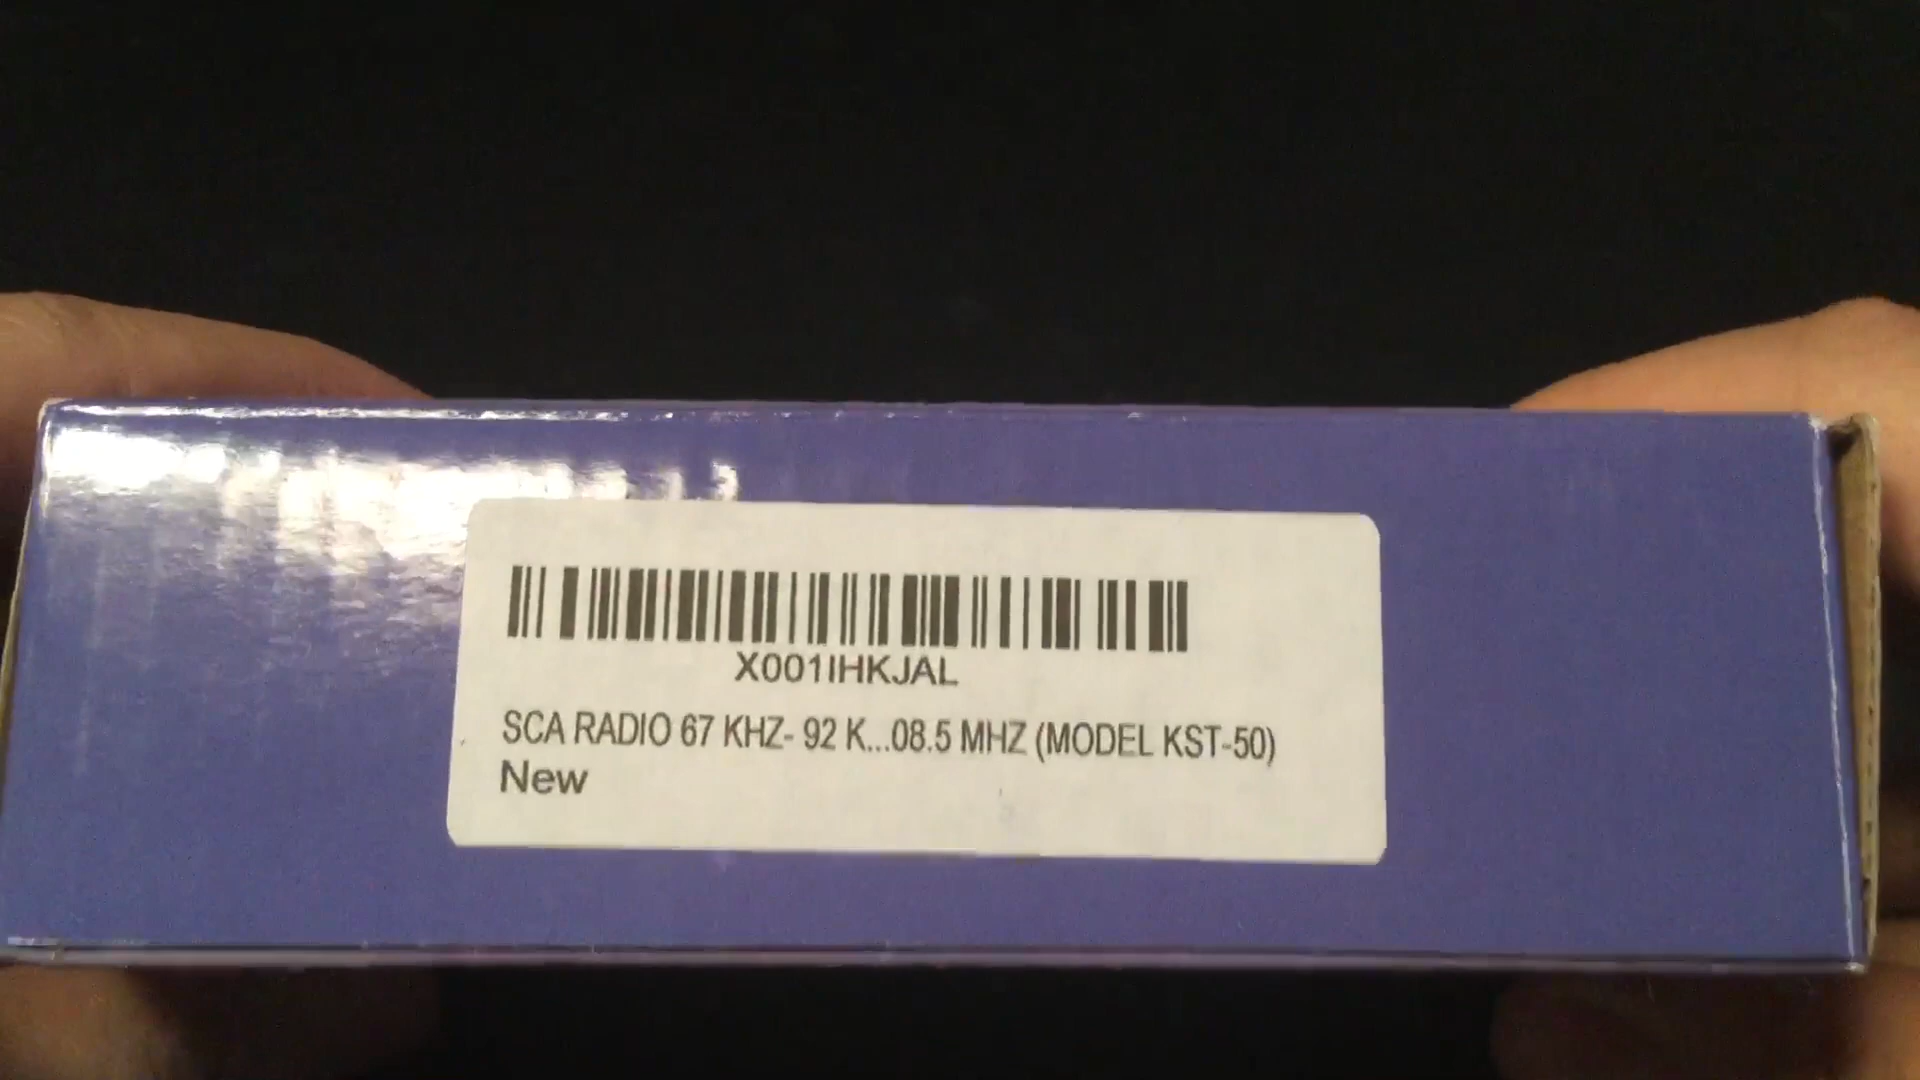 X001IHKJAL
SCA RADIO 67 KHZ- 92 K...08.5 MHZ (MODEL KST-50)
New